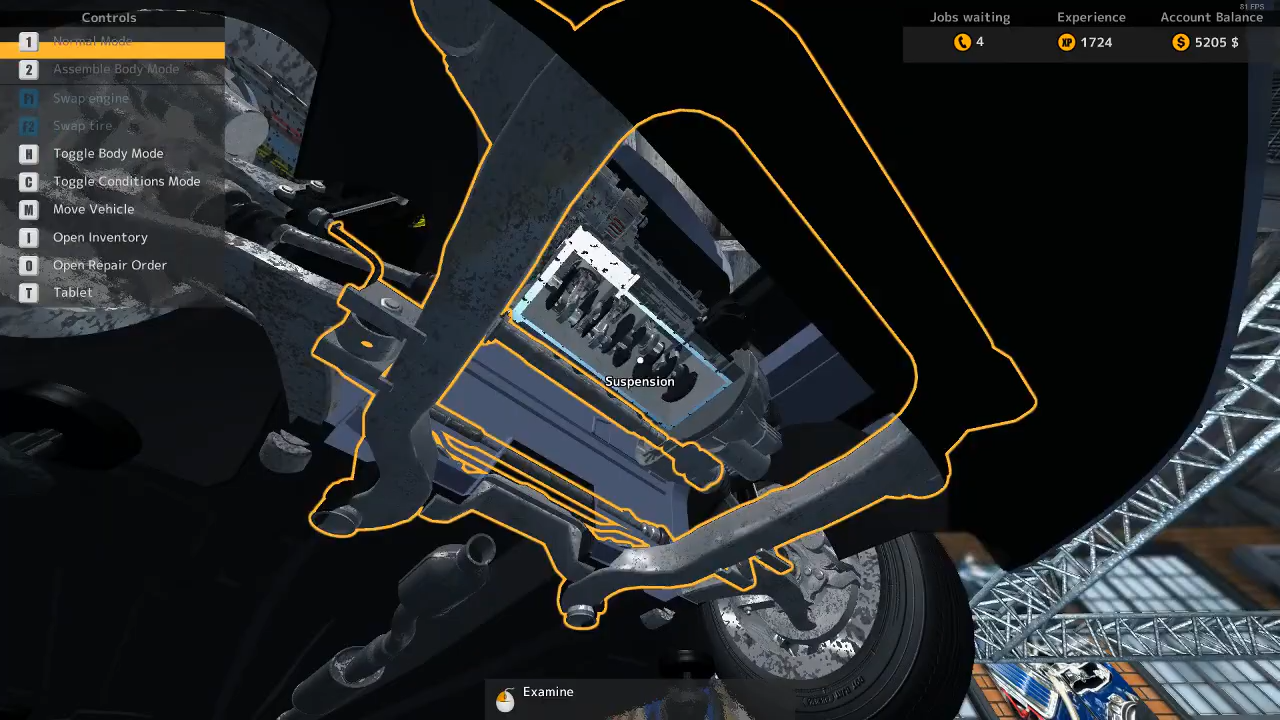 81 FPS
Controls
1 Normal Mode
2 Assemble Body Mode
F1 Swap engine
F2 Swap tire
H Toggle Body Mode
C Toggle Conditions Mode
M Move Vehicle
I Open Inventory
O Open Repair Order
T Tablet
Jobs waiting Experience Account Balance
4 XP 1724 $ 5205 $
Suspension
Examine